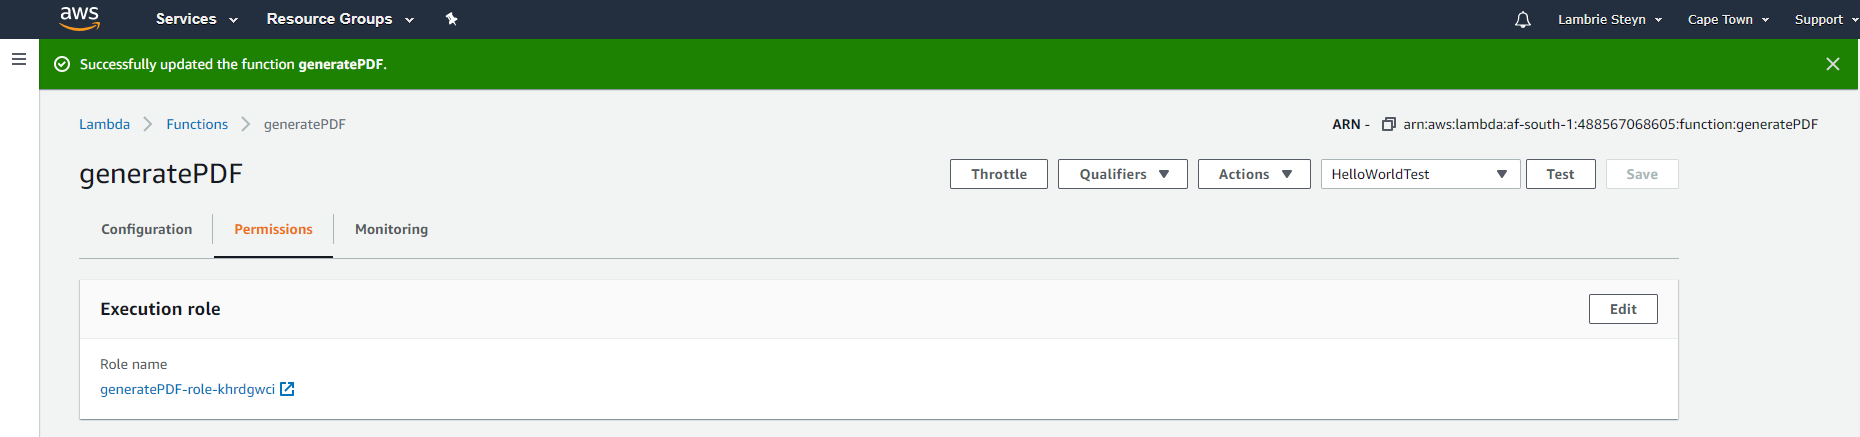 aws Services Resource Groups Lambrie Steyn Cape Town Support
Successfully updated the function generatePDF.
Lambda Functions generatePDF ARN - arn:aws:lambda:af-south-1:488567068605:function:generatePDF
generatePDF Throttle Qualifiers Actions HelloWorldTest Test Save
Configuration Permissions Monitoring
Execution role Edit
Role name
generatePDF-role-khrdgwci